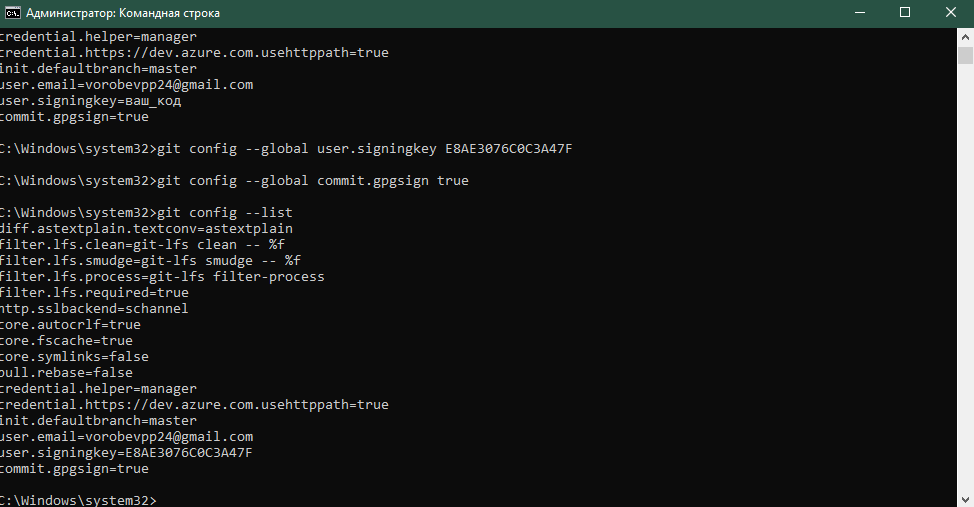 Администратор: Командная строка
credential.helper=manager
credential.https://dev.azure.com.usehttppath=true
init.defaultbranch=master
user.email=vorobevpp24@gmail.com
user.signingkey=ваш_код
commit.gpgsign=true
C:\Windows\system32>git config --global user.signingkey E8AE3076C0C3A47F
C:\Windows\system32>git config --global commit.gpgsign true
C:\Windows\system32>git config --list
diff.astextplain.textconv=astextplain
filter.lfs.clean=git-lfs clean -- %f
filter.lfs.smudge=git-lfs smudge -- %f
filter.lfs.process=git-lfs filter-process
filter.lfs.required=true
http.sslbackend=schannel
core.autocrlf=true
core.fscache=true
core.symlinks=false
pull.rebase=false
credential.helper=manager
credential.https://dev.azure.com.usehttppath=true
init.defaultbranch=master
user.email=vorobevpp24@gmail.com
user.signingkey=E8AE3076C0C3A47F
commit.gpgsign=true
C:\Windows\system32>